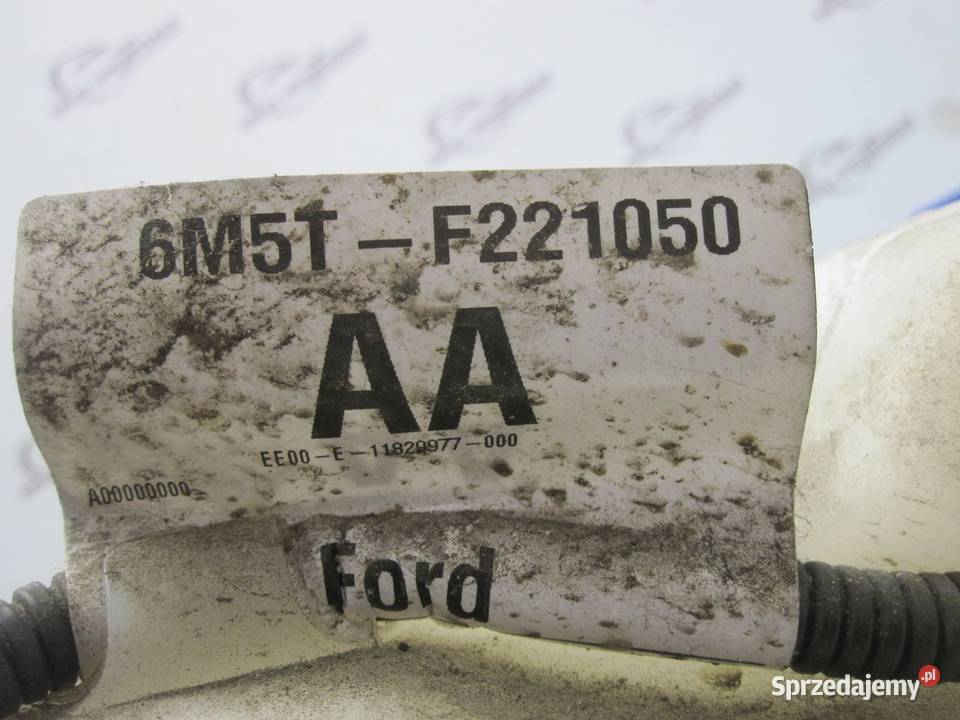 6M5T-F221050
AA
EE00-E-11829977-000
A00000000
Ford
Sprzedajemy.pl